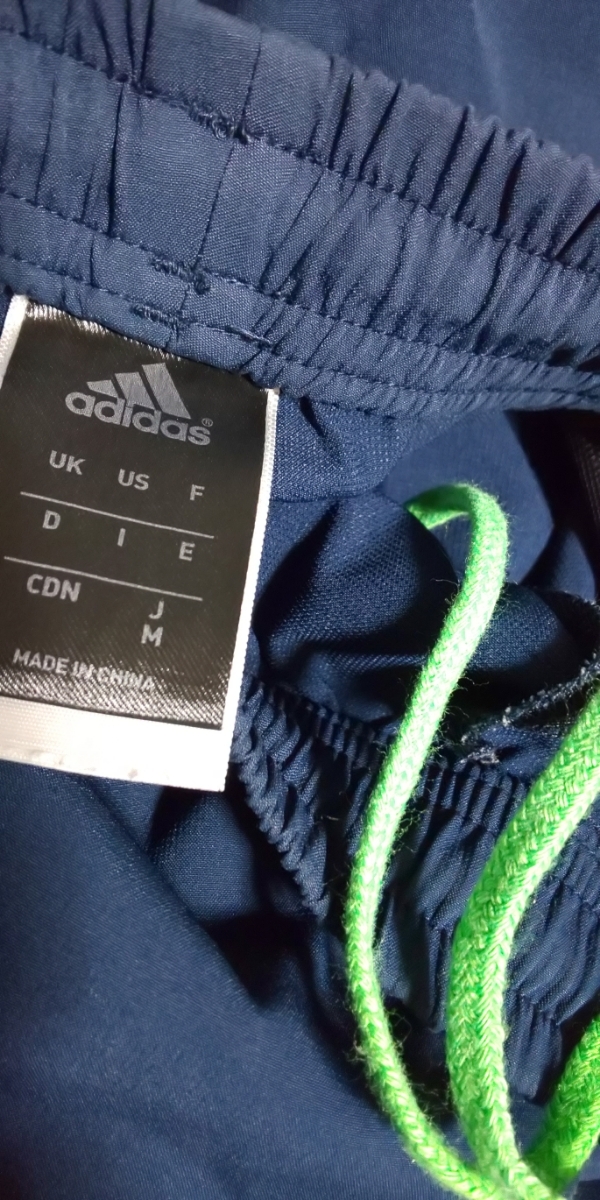 adidas®
UK US F
D I E
CDN J
M
MADE IN CHINA